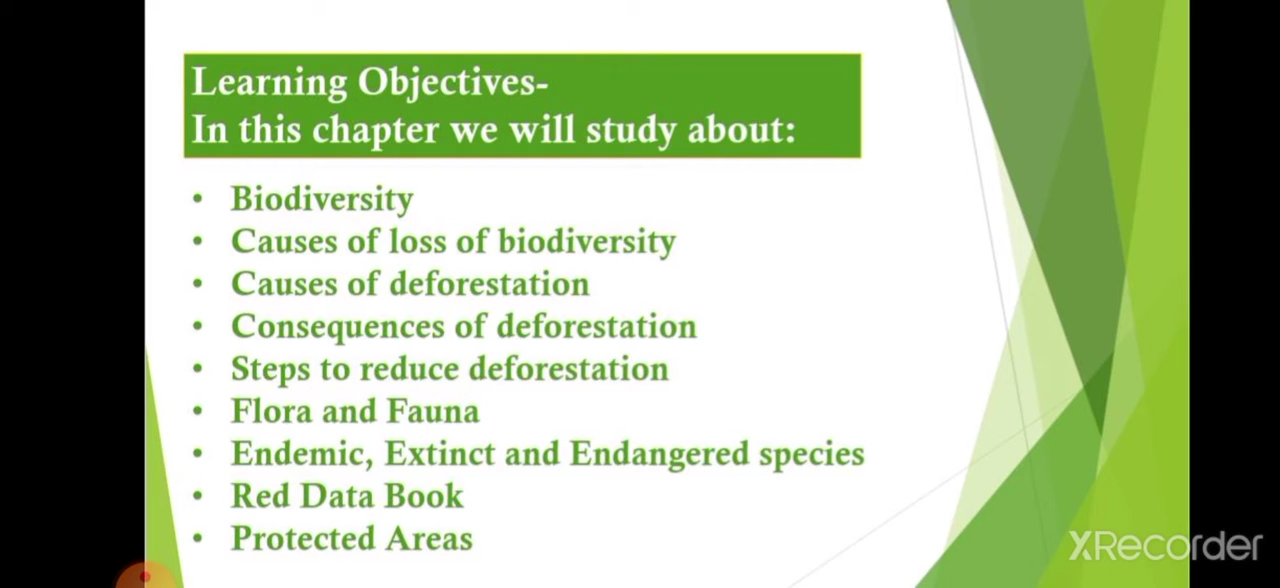 Learning Objectives-
In this chapter we will study about:
• Biodiversity
• Causes of loss of biodiversity
• Causes of deforestation
• Consequences of deforestation
• Steps to reduce deforestation
• Flora and Fauna
• Endemic, Extinct and Endangered species
• Red Data Book
• Protected Areas
XRecorder